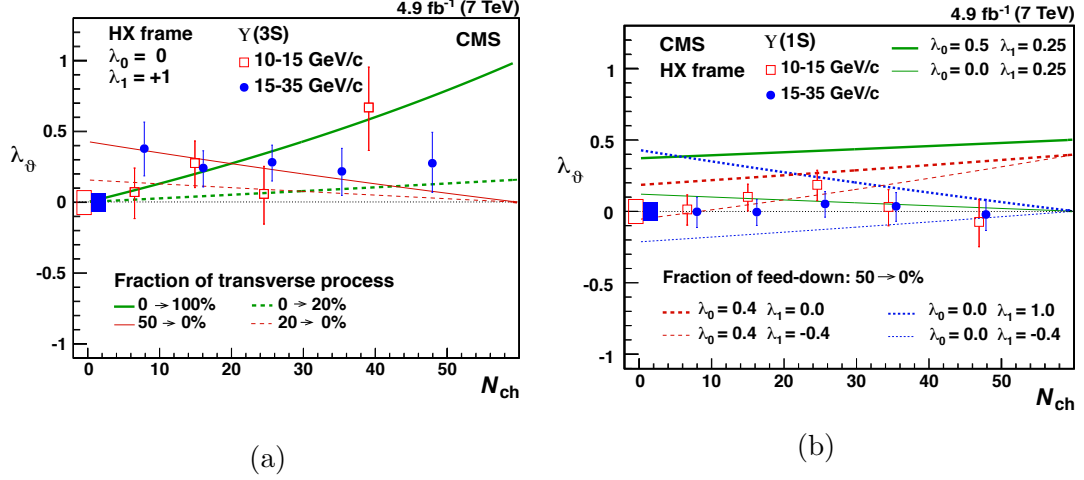 4.9 fb⁻¹ (7 TeV)
HX frame
λ₀ = 0
λ₁ = +1
ϒ(3S)
10-15 GeV/c
15-35 GeV/c
CMS
1
0.5
0
-0.5
-1
λ_ϑ
Fraction of transverse process
0 → 100%
0 → 20%
50 → 0%
20 → 0%
0 10 20 30 40 50
N_ch
(a)
4.9 fb⁻¹ (7 TeV)
CMS
HX frame
ϒ(1S)
10-15 GeV/c
15-35 GeV/c
λ₀ = 0.5 λ₁ = 0.25
λ₀ = 0.0 λ₁ = 0.25
1
0.5
0
-0.5
-1
λ_ϑ
Fraction of feed-down: 50 → 0%
λ₀ = 0.4 λ₁ = 0.0
λ₀ = 0.0 λ₁ = 1.0
λ₀ = 0.4 λ₁ = -0.4
λ₀ = 0.0 λ₁ = -0.4
0 10 20 30 40 50
N_ch
(b)